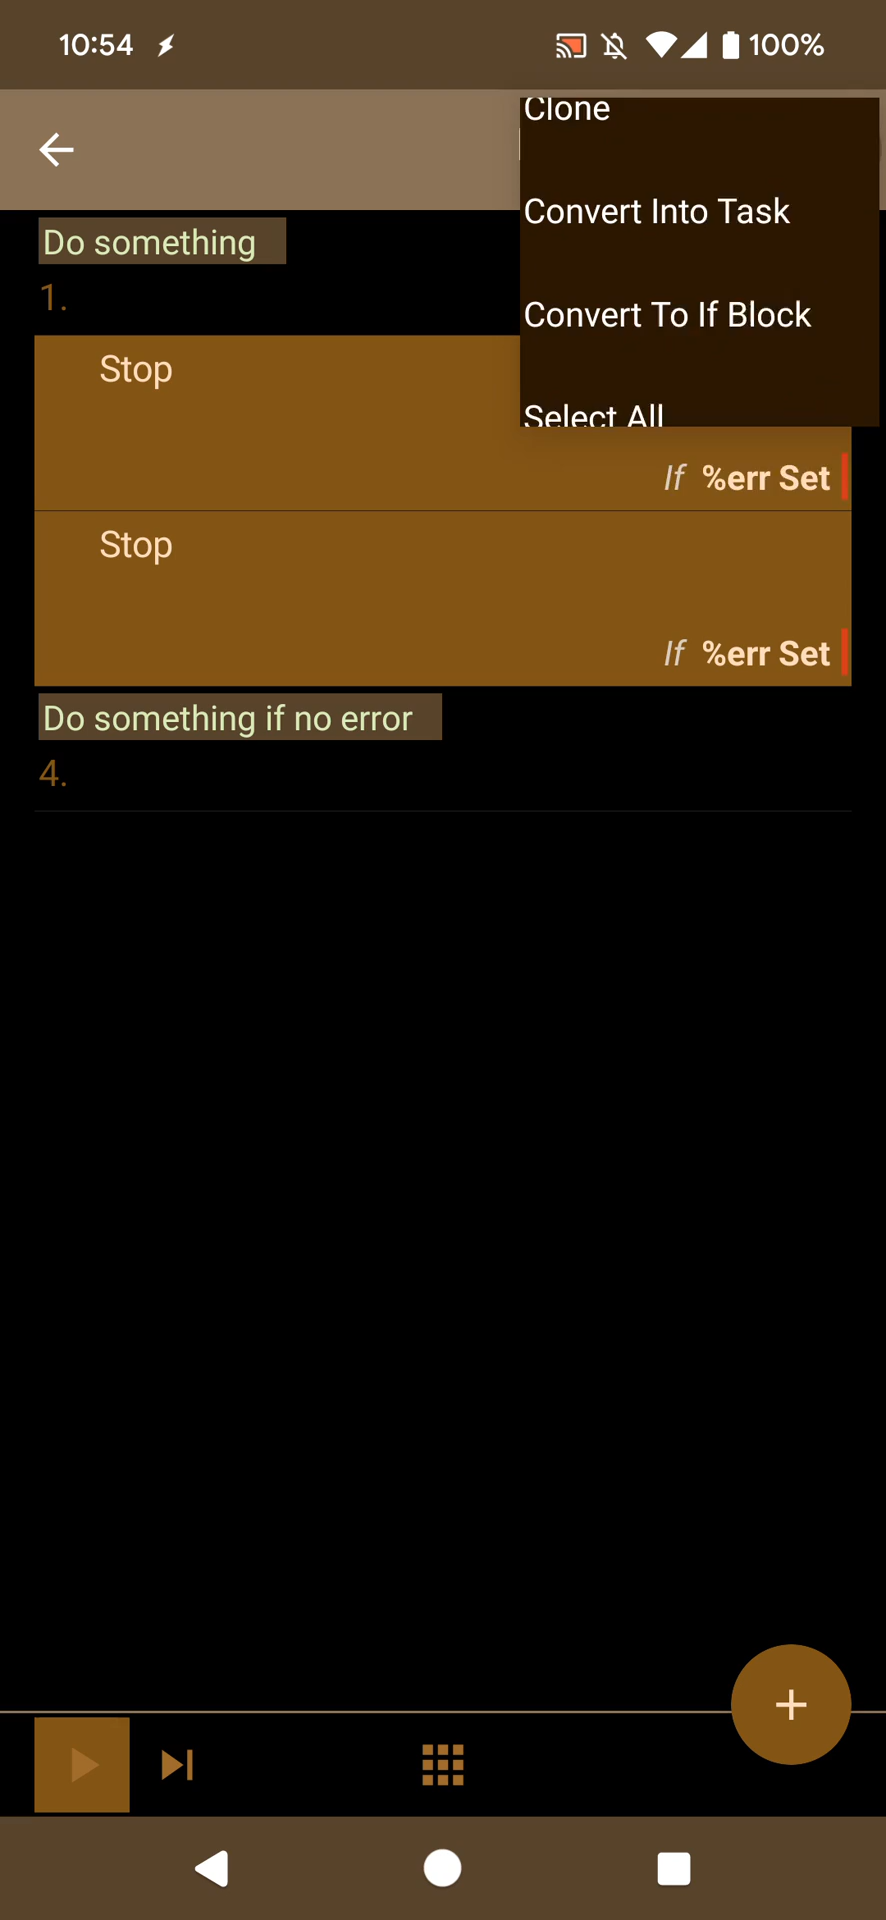 10:54
100%
Clone
Convert Into Task
Convert To If Block
Select All
Do something
1.
Stop
If %err Set
Stop
If %err Set
Do something if no error
4.